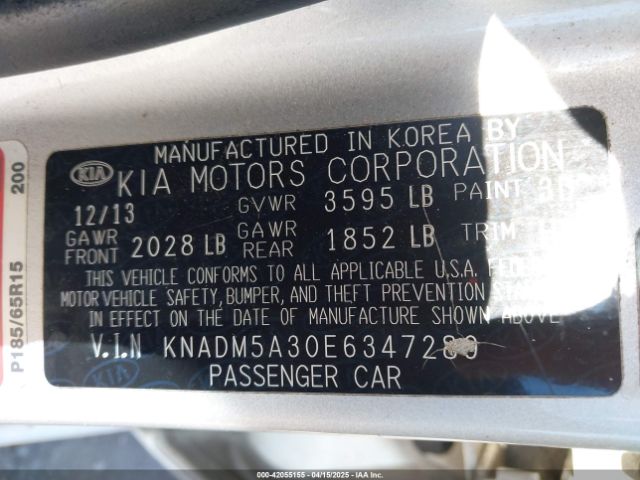 MANUFACTURED IN KOREA BY
KIA
KIA MOTORS CORPORATION
12/13 GVWR 3595 LB PAINT
GAWR FRONT 2028 LB GAWR REAR 1852 LB TRIM
THIS VEHICLE CONFORMS TO ALL APPLICABLE U.S.A.
MOTOR VEHICLE SAFETY, BUMPER, AND THEFT PREVENTION
IN EFFECT ON THE DATE OF MANUFACTURE SHOWN ABOVE
V.I.N
PASSENGER CAR
P185/65R15 200
000-42055155 - 04/15/2025 - IAAI.COM